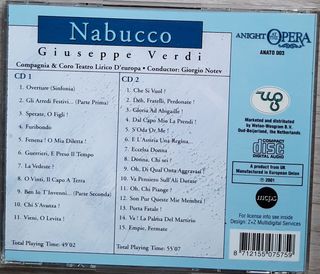 Nabucco
Giuseppe Verdi
Compagnia & Coro Teatro Lirico D'europa • Conductor: Giorgio Notev
CD 1
1. Overture (Sinfonia)
2. Gli Arredi Festivi... (Parte Prima)
3. Sperate, O Figli!
4. Furibondo
5. Fenena! O Mia Diletta!
6. Guerrieri, E Preso Il Tempo
7. La Vedeste?
8. O Vinti, Il Capo A Terra
9. Ben Io T'Invenni... (Parte Seconda)
10. Chi S'Avanza?
11. Vieni, O Levita!
Total Playing Time: 49'02
CD 2
1. Che Si Vuol?
2. Deh, Fratelli, Perdonate!
3. Gloria Ad Abigaille!
4. Dal Capo Mio La Prendi!
5. S'Oda Or Me!
6. E L'Assiria Una Regina...
7. Eccelsa Donna
8. Donna, Chi Sei?
9. Oh, Di Qual Onta Aggravasi
10. Va Pensiero Sull'Ali Dorate
11. Oh, Chi Piange?
12. Son Pur Queste Mie Membra!
13. Porta Fatale!
14. Va! La Palma Del Martirio
15. Empie, Fermate
Total Playing Time: 55'07
A NIGHT AT THE OPERA
ANATO 003
Marketed and distributed
by Weton-Wesgram B.V.
Oud-Beijerland, the Netherlands
COMPACT
disc
DIGITAL AUDIO
℗ 2001
Manufactured in
European Union
mcps
For license info see inside
Design: Z+Z Multidigital Services
8 712155 075759